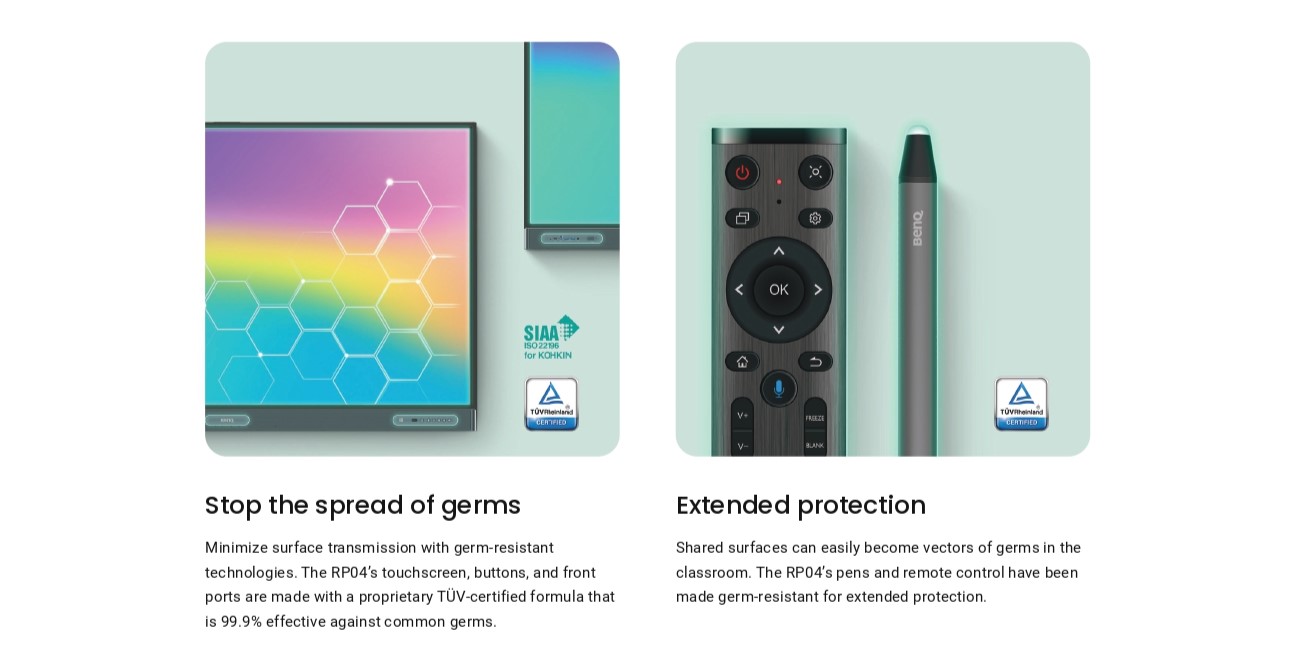 SIAA
ISO 22196
for KOHKIN
TÜVRheinland®
CERTIFIED
OK
V+
V−
FREEZE
BLANK
BenQ
TÜVRheinland®
CERTIFIED
Stop the spread of germs
Minimize surface transmission with germ-resistant
technologies. The RP04’s touchscreen, buttons, and front
ports are made with a proprietary TÜV-certified formula that
is 99.9% effective against common germs.
Extended protection
Shared surfaces can easily become vectors of germs in the
classroom. The RP04’s pens and remote control have been
made germ-resistant for extended protection.